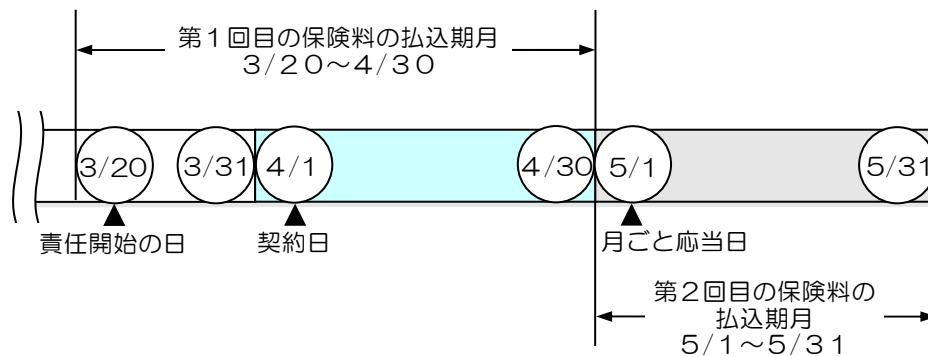 第１回目の保険料の払込期月
３/２０～４/３０
3/20
3/31
4/1
4/30
5/1
5/31
責任開始の日
契約日
月ごと応当日
第２回目の保険料の
払込期月
５/１～５/３１